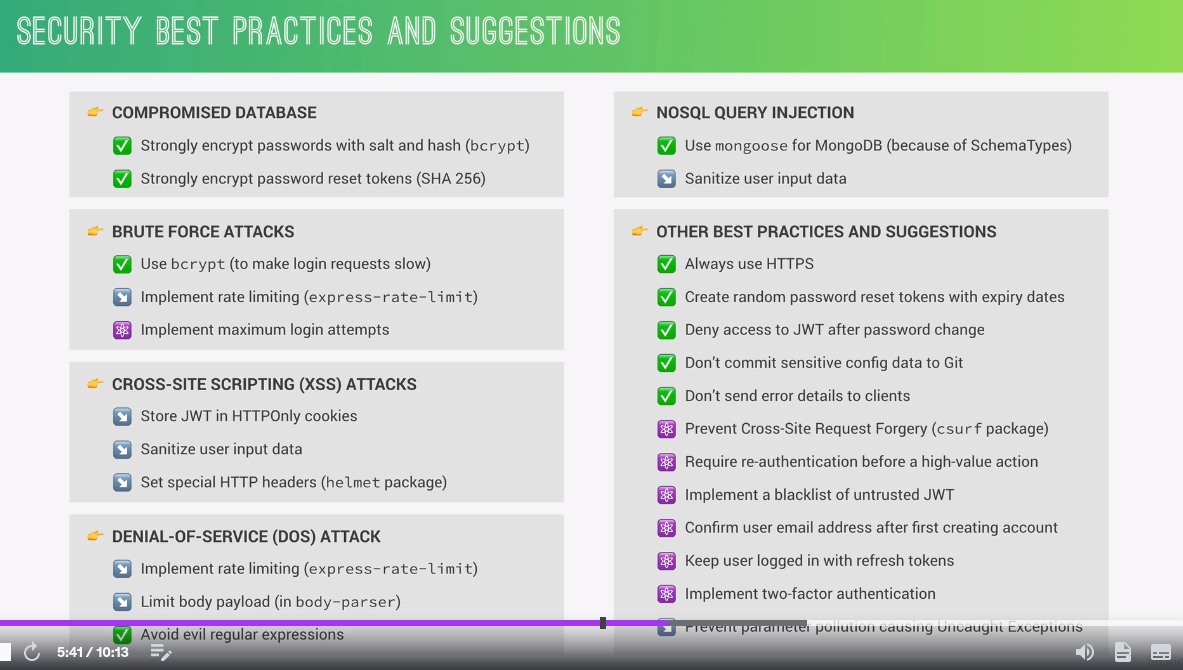 SECURITY BEST PRACTICES AND SUGGESTIONS
COMPROMISED DATABASE
Strongly encrypt passwords with salt and hash (bcrypt)
Strongly encrypt password reset tokens (SHA 256)
BRUTE FORCE ATTACKS
Use bcrypt (to make login requests slow)
Implement rate limiting (express-rate-limit)
Implement maximum login attempts
CROSS-SITE SCRIPTING (XSS) ATTACKS
Store JWT in HTTPOnly cookies
Sanitize user input data
Set special HTTP headers (helmet package)
DENIAL-OF-SERVICE (DOS) ATTACK
Implement rate limiting (express-rate-limit)
Limit body payload (in body-parser)
Avoid evil regular expressions
NOSQL QUERY INJECTION
Use mongoose for MongoDB (because of SchemaTypes)
Sanitize user input data
OTHER BEST PRACTICES AND SUGGESTIONS
Always use HTTPS
Create random password reset tokens with expiry dates
Deny access to JWT after password change
Don't commit sensitive config data to Git
Don't send error details to clients
Prevent Cross-Site Request Forgery (csurf package)
Require re-authentication before a high-value action
Implement a blacklist of untrusted JWT
Confirm user email address after first creating account
Keep user logged in with refresh tokens
Implement two-factor authentication
Prevent parameter pollution causing Uncaught Exceptions
5:41 / 10:13